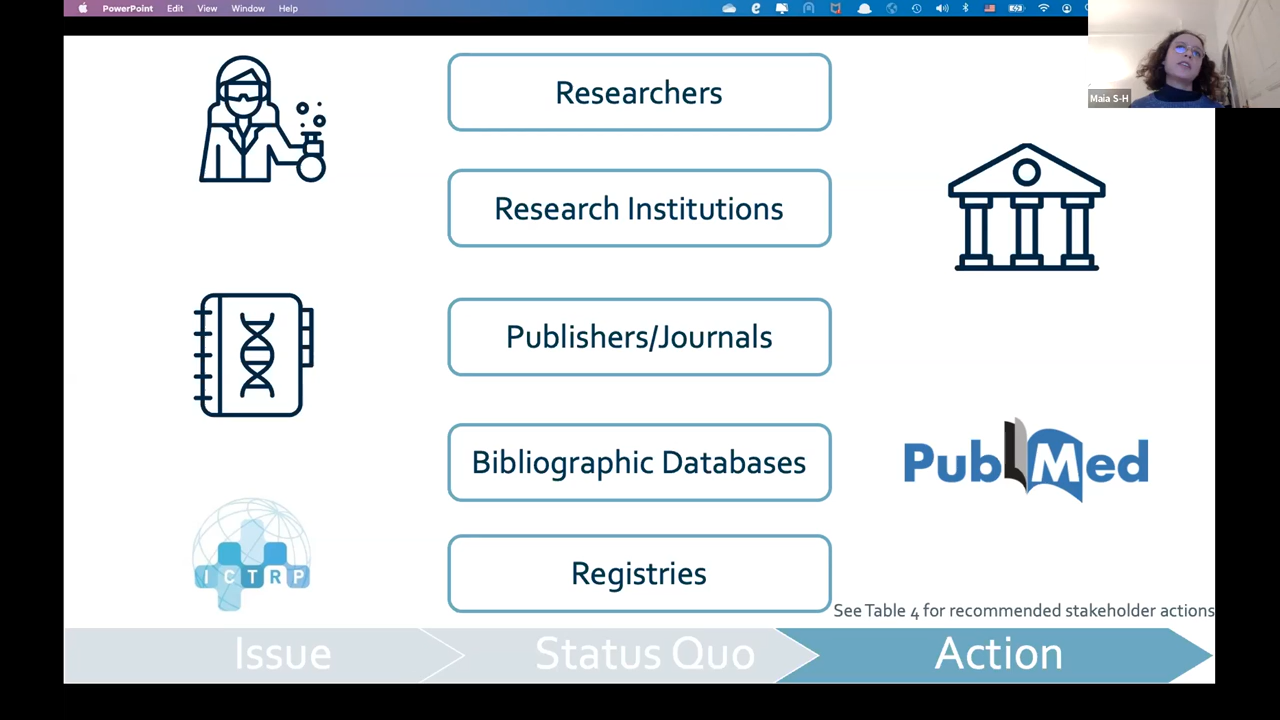 PowerPoint Edit View Window Help
Maia S-H
Researchers
Research Institutions
Publishers/Journals
PubMed
Bibliographic Databases
ICTRP
Registries
See Table 4 for recommended stakeholder actions
Issue
Status Quo
Action